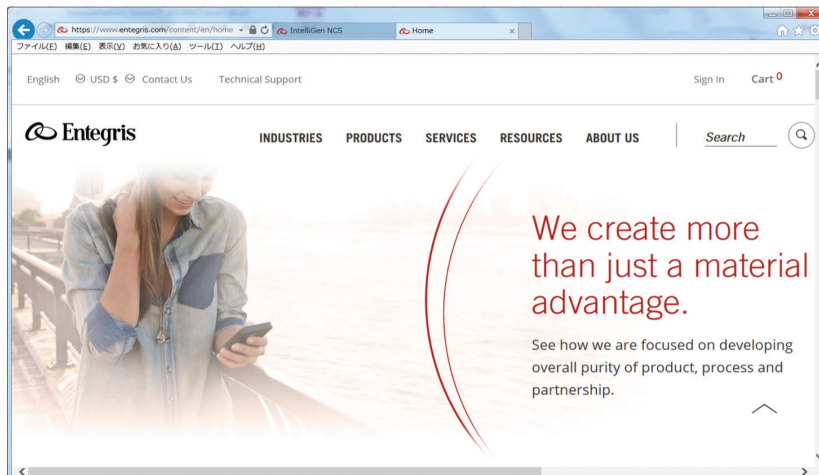 https://www.entegris.com/content/en/home
IntelliGen NCS
Home
ファイル(F) 編集(E) 表示(V) お気に入り(A) ツール(T) ヘルプ(H)
English USD $ Contact Us Technical Support Sign In Cart 0
Entegris INDUSTRIES PRODUCTS SERVICES RESOURCES ABOUT US Search
We create more
than just a material
advantage.
See how we are focused on developing
overall purity of product, process and
partnership.